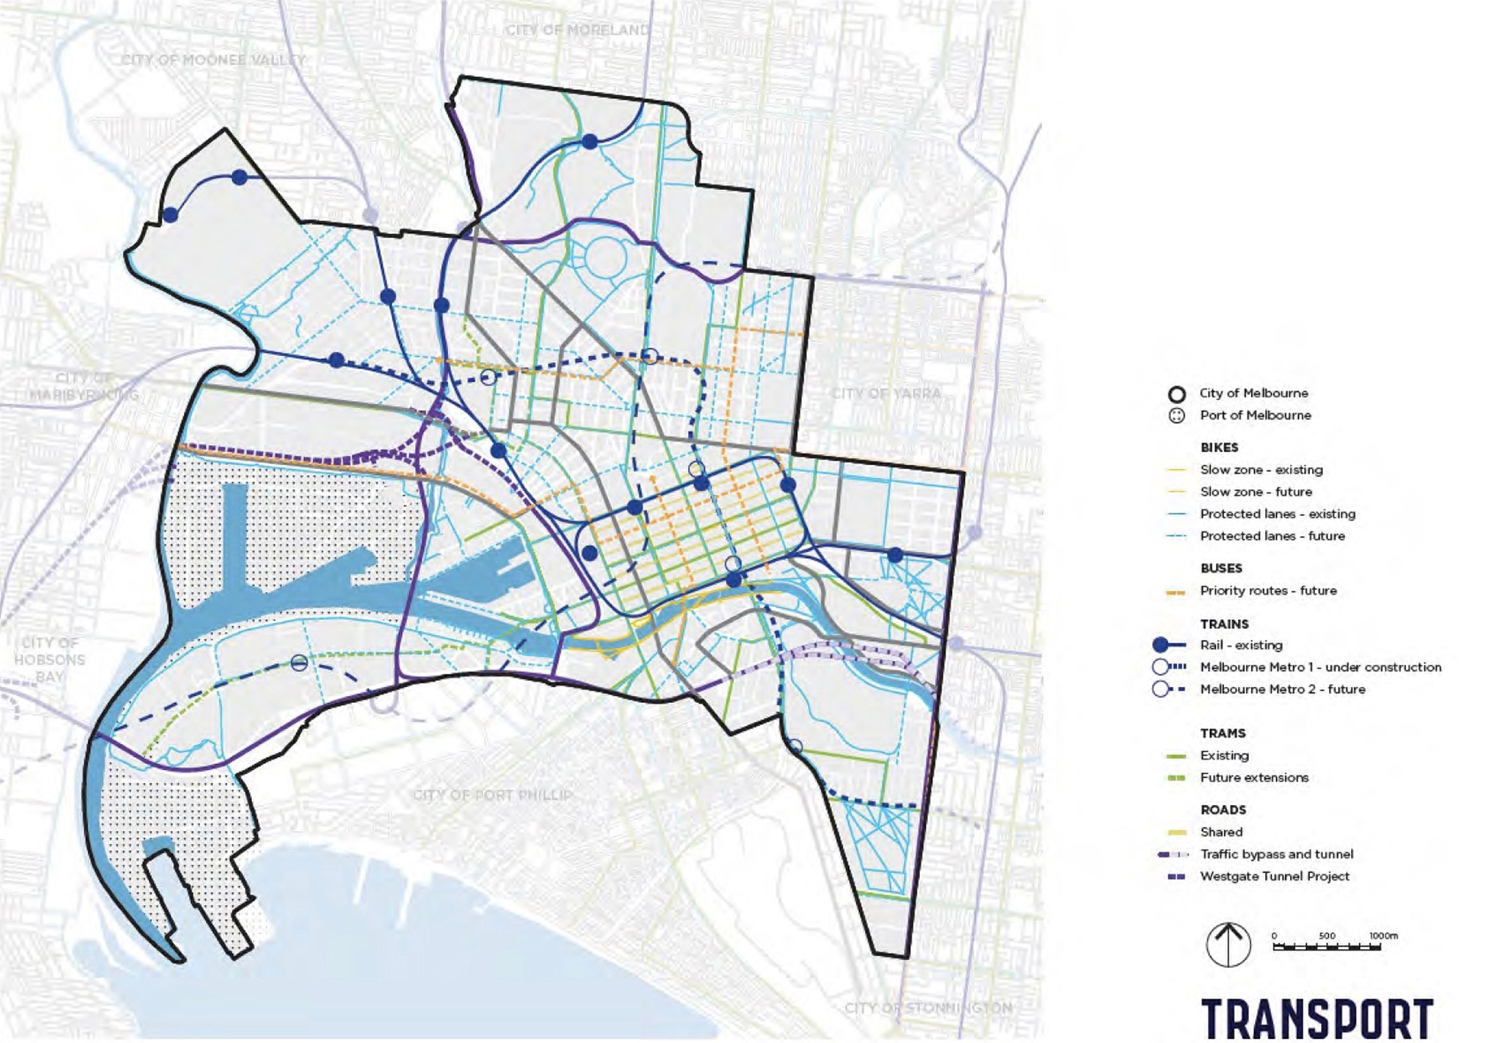 CITY OF MORELAND
CITY OF MOONEE VALLEY
CITY OF
MARIBYRNONG
CITY OF YARRA
CITY OF
HOBSONS
BAY
CITY OF PORT PHILLIP
CITY OF STONNINGTON
City of Melbourne
Port of Melbourne
BIKES
Slow zone - existing
Slow zone - future
Protected lanes - existing
Protected lanes - future
BUSES
Priority routes - future
TRAINS
Rail - existing
Melbourne Metro 1 - under construction
Melbourne Metro 2 - future
TRAMS
Existing
Future extensions
ROADS
Shared
Traffic bypass and tunnel
Westgate Tunnel Project
0 500 1000m
TRANSPORT